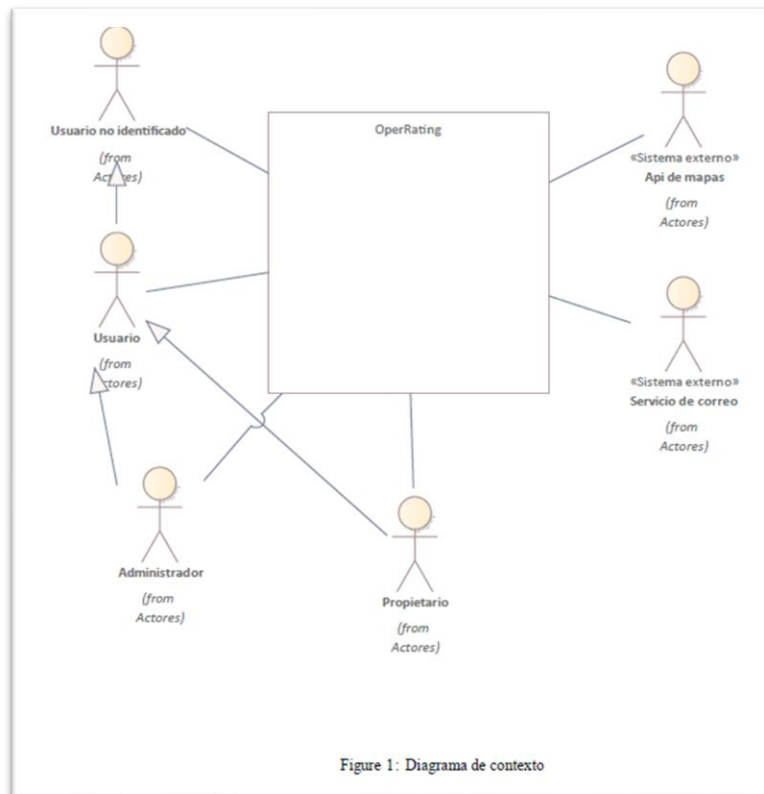 Usuario no identificado
(from
Actores)
OperRating
«Sistema externo»
Api de mapas
(from
Actores)
Usuario
(from
Actores)
«Sistema externo»
Servicio de correo
(from
Actores)
Administrador
(from
Actores)
Propietario
(from
Actores)
Figure 1: Diagrama de contexto